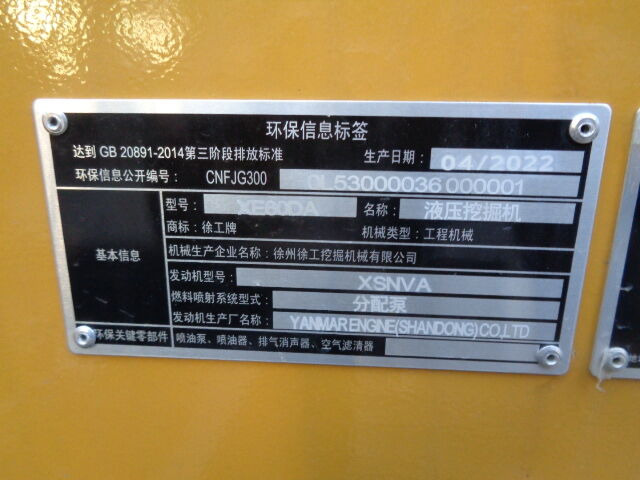 环保信息标签
达到 GB 20891-2014第三阶段排放标准 生产日期: 04/2022
环保信息公开编号: CNFJG300 0L53000036 000001
型号: XE60DA 名称: 液压挖掘机
商标: 徐工牌 机械类型: 工程机械
基本信息
机械生产企业名称: 徐州徐工挖掘机械有限公司
发动机型号: XSNVA
燃料喷射系统型式: 分配泵
发动机生产厂名称: YANMAR ENGINE(SHANDONG)CO,LTD
环保关键零部件 喷油泵、喷油器、排气消声器、空气滤清器